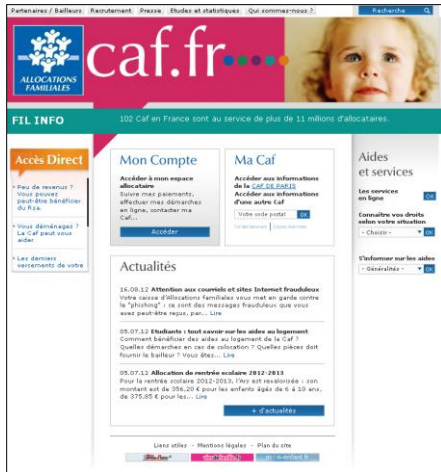 Partenaires / Bailleurs Recrutement Presse Etudes et statistiques Qui sommes-nous ?
Recherche
ALLOCATIONS
FAMILIALES
caf.fr
FIL INFO
102 Caf en France sont au service de plus de 11 millions d'allocataires.
Accès Direct
Peu de revenus ?
Vous pouvez
peut-être bénéficier
du Rsa.
Vous déménagez ?
La Caf peut vous
aider
Les derniers
versements de votre
Mon Compte
Accéder à mon espace
allocataire
Suivre mes paiements,
effectuer mes démarches
en ligne, contacter ma
Caf...
Accéder
Ma Caf
Accéder aux informations
de la CAF DE PARIS
Accéder aux informations
d'une autre Caf
Votre code postal OK
Aides
et services
Les services
en ligne OK
Connaître vos droits
selon votre situation
- Choisir - OK
S'informer sur les aides
- Généralités - OK
Actualités
16.08.12 Attention aux courriels et sites Internet frauduleux
Votre caisse d'Allocations familiales vous met en garde contre
le "phishing" : ce sont des messages frauduleux que vous
avez peut-être reçus, par... Lire
05.07.12 Etudiants : tout savoir sur les aides au logement
Comment bénéficier des aides au logement de la Caf ?
Quelles démarches en cas de colocation ? Quelles pièces doit
fournir le bailleur ? Vous êtes... Lire
05.07.12 Allocation de rentrée scolaire 2012-2013
Pour la rentrée scolaire 2012-2013, l'Ars est revalorisée : son
montant est de 356,20 € pour les enfants âgés de 6 à 10 ans,
de 375,85 € pour les... Lire
+ d'actualités
Liens utiles - Mentions légales - Plan du site